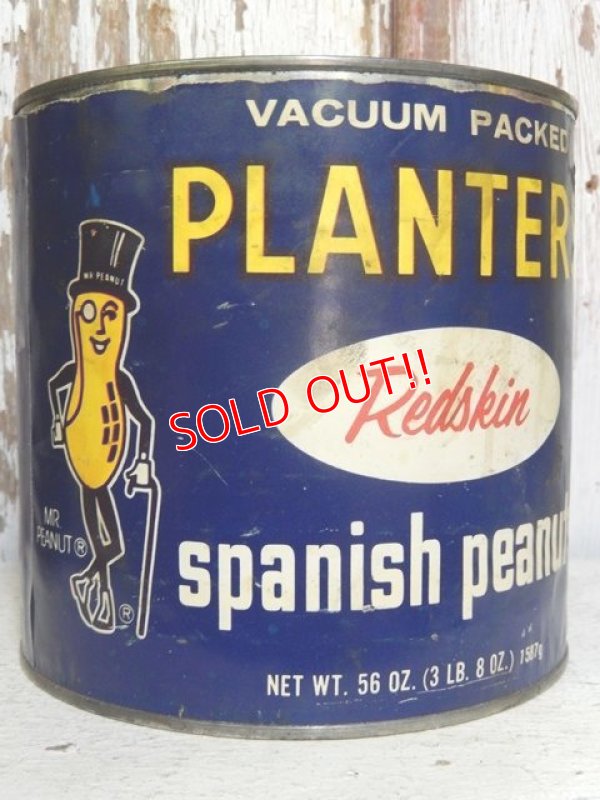 VACUUM PACKED
PLANTER
MR PEANUT
SOLD OUT!!
Redskin
MR.
PEANUT®
spanish peanu
®
NET WT. 56 OZ. (3 LB. 8 OZ.) 1587g